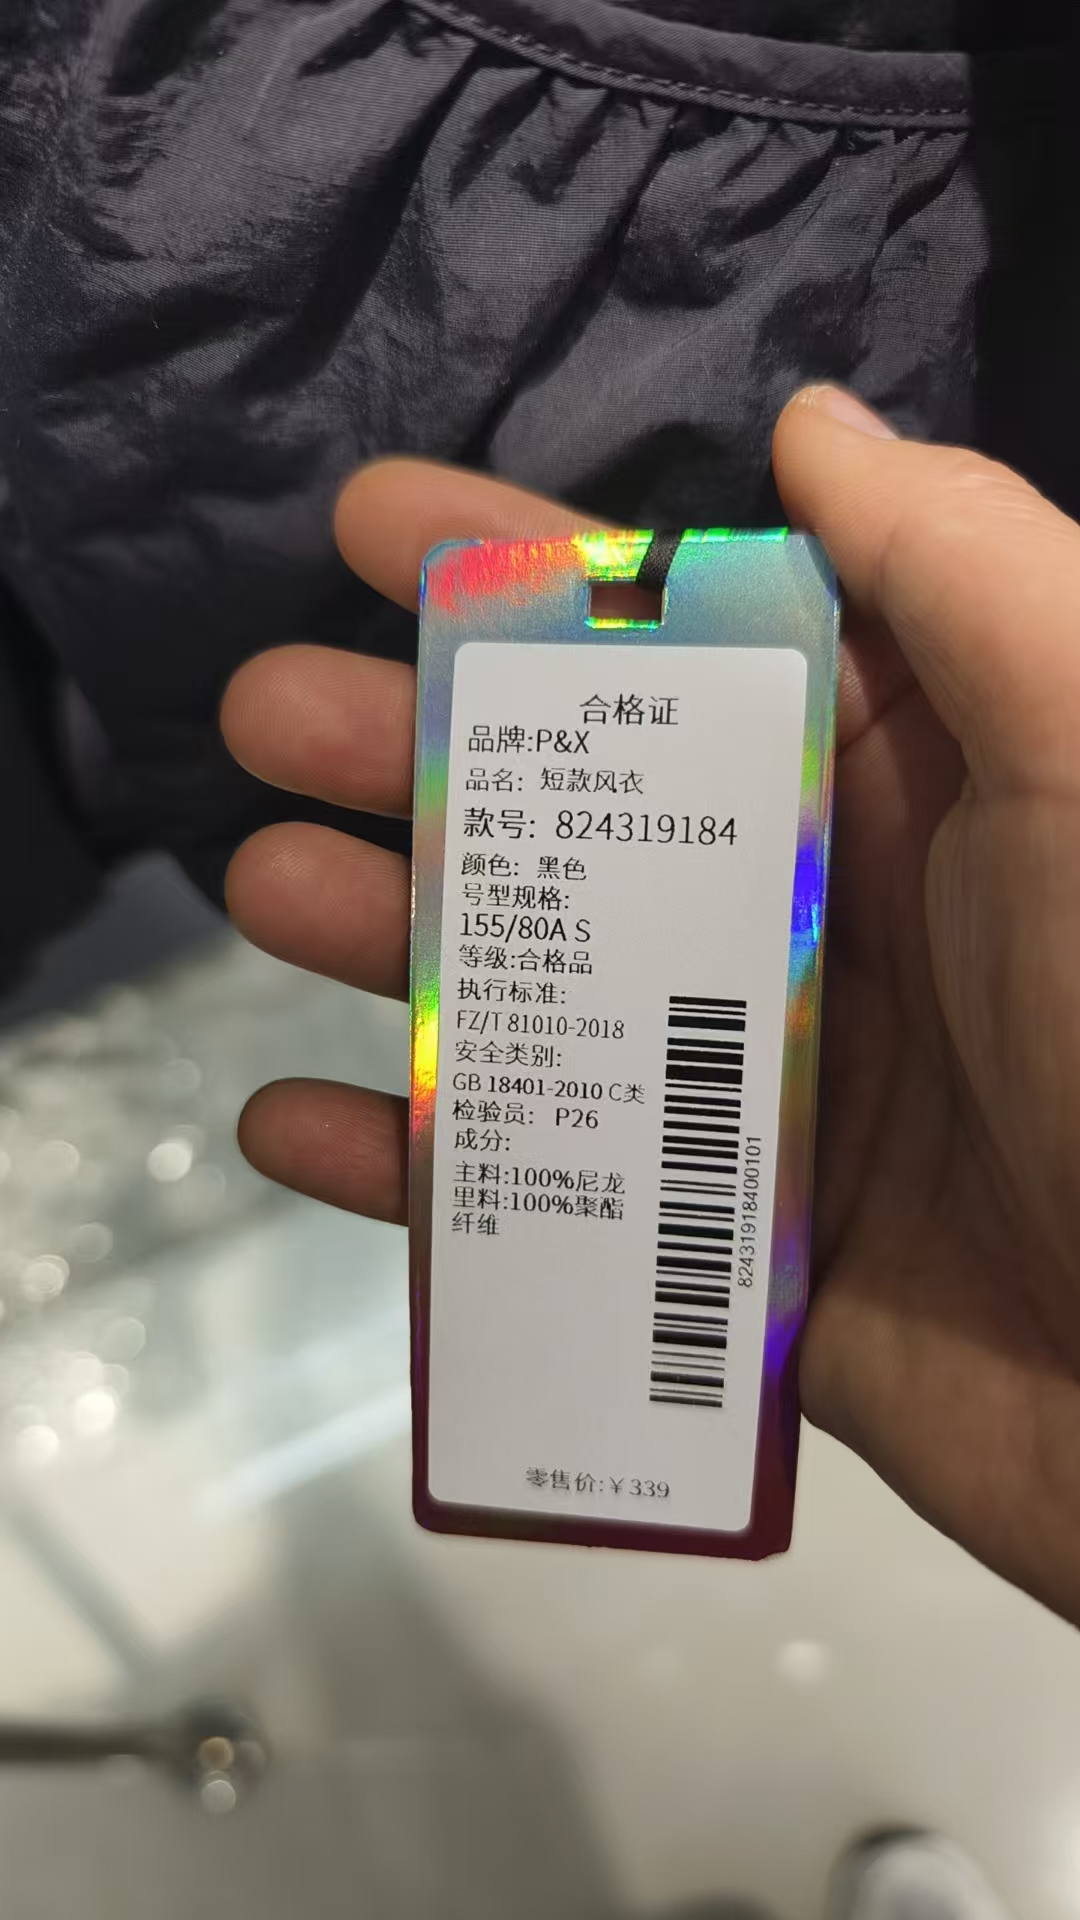 合格证
品牌:P&X
品名: 短款风衣
款号: 824319184
颜色: 黑色
号型规格:
155/80A S
等级:合格品
执行标准:
FZ/T 81010-2018
安全类别:
GB 18401-2010 C类
检验员: P26
成分:
主料:100%尼龙
里料:100%聚酯
纤维
82431918400101
零售价:¥339